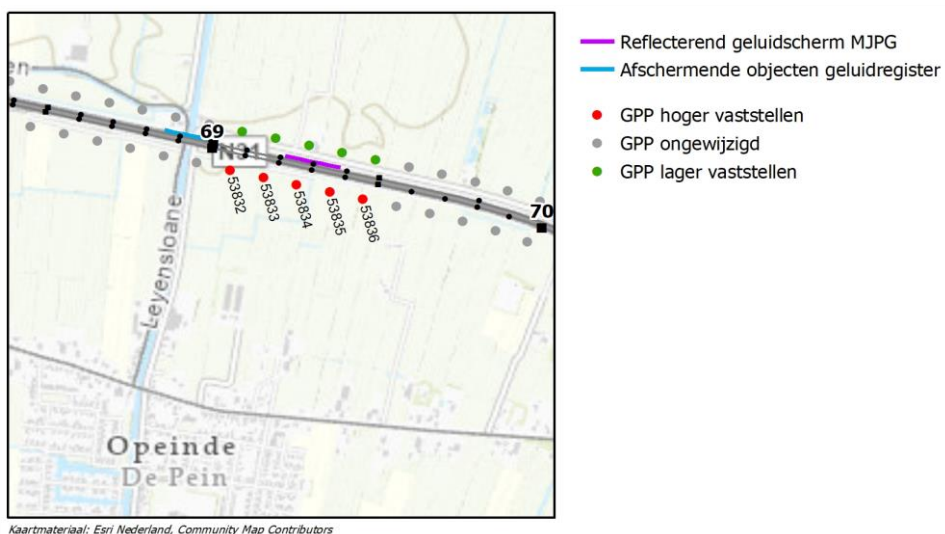 Reflecterend geluidscherm MJPG
Afschermende objecten geluidregister
GPP hoger vaststellen
GPP ongewijzigd
GPP lager vaststellen
en
69
N31
53832
53833
53834
53835
53836
70
Leyensloane
Opeinde
De Pein
Kaartmateriaal: Esri Nederland, Community Map Contributors